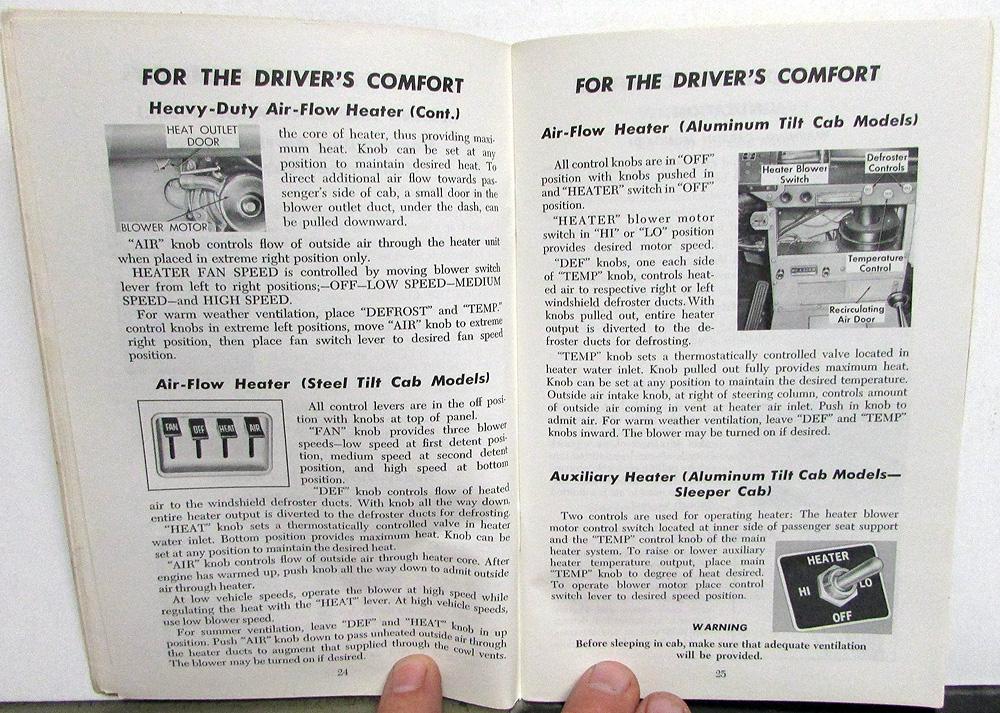 FOR THE DRIVER'S COMFORT
Heavy-Duty Air-Flow Heater (Cont.)
HEAT OUTLET
DOOR
BLOWER MOTOR
the core of heater, thus providing maxi-
mum heat. Knob can be set at any
position to maintain desired heat. To
direct additional air flow towards pas-
senger's side of cab, a small door in the
blower outlet duct, under the dash, can
be pulled downward.
"AIR" knob controls flow of outside air through the heater unit
when placed in extreme right position only.
HEATER FAN SPEED is controlled by moving blower switch
lever from left to right positions;—OFF—LOW SPEED—MEDIUM
SPEED—and HIGH SPEED.
For warm weather ventilation, place "DEFROST" and "TEMP."
control knobs in extreme left positions, move "AIR" knob to extreme
right position, then place fan switch lever to desired fan speed
position.
Air-Flow Heater (Steel Tilt Cab Models)
FAN OFF HEAT AIR
All control levers are in the off posi-
tion with knobs at top of panel.
"FAN" knob provides three blower
speeds—low speed at first detent posi-
tion, medium speed at second detent
position, and high speed at bottom
position.
"DEF" knob controls flow of heated
air to the windshield defroster ducts. With knob all the way down,
entire heater output is diverted to the defroster ducts for defrosting.
"HEAT" knob sets a thermostatically controlled valve in heater
water inlet. Bottom position provides maximum heat. Knob can be
set at any position to maintain the desired heat.
"AIR" knob controls flow of outside air through heater core. After
engine has warmed up, push knob all the way down to admit outside
air through heater.
At low vehicle speeds, operate the blower at high speed while
regulating the heat with the "HEAT" lever. At high vehicle speeds,
use low blower speed.
For summer ventilation, leave "DEF" and "HEAT" knob in up
position. Push "AIR" knob down to pass unheated outside air through
the heater ducts to augment that supplied through the cowl vents.
The blower may be turned on if desired.
24
FOR THE DRIVER'S COMFORT
Air-Flow Heater (Aluminum Tilt Cab Models)
All control knobs are in "OFF"
position with knobs pushed in
and "HEATER" switch in "OFF"
position.
"HEATER" blower motor
switch in "HI" or "LO" position
provides desired motor speed.
"DEF" knobs, one each side
of "TEMP" knob, controls heat-
ed air to respective right or left
windshield defroster ducts. With
knobs pulled out, entire heater
output is diverted to the de-
froster ducts for defrosting.
Heater Blower
Switch
Defroster
Controls
Temperature
Control
Recirculating
Air Door
"TEMP" knob sets a thermostatically controlled valve located in
heater water inlet. Knob pulled out fully provides maximum heat.
Knob can be set at any position to maintain the desired temperature.
Outside air intake knob, at right of steering column, controls amount
of outside air coming in vent at heater air inlet. Push in knob to
admit air. For warm weather ventilation, leave "DEF" and "TEMP"
knobs inward. The blower may be turned on if desired.
Auxiliary Heater (Aluminum Tilt Cab Models—
Sleeper Cab)
Two controls are used for operating heater: The heater blower
motor control switch located at inner side of passenger seat support
and the "TEMP" control knob of the main
heater system. To raise or lower auxiliary
heater temperature output, place main
"TEMP" knob to degree of heat desired.
To operate blower motor place control
switch lever to desired speed position.
HEATER
HI
LO
OFF
WARNING
Before sleeping in cab, make sure that adequate ventilation
will be provided.
25